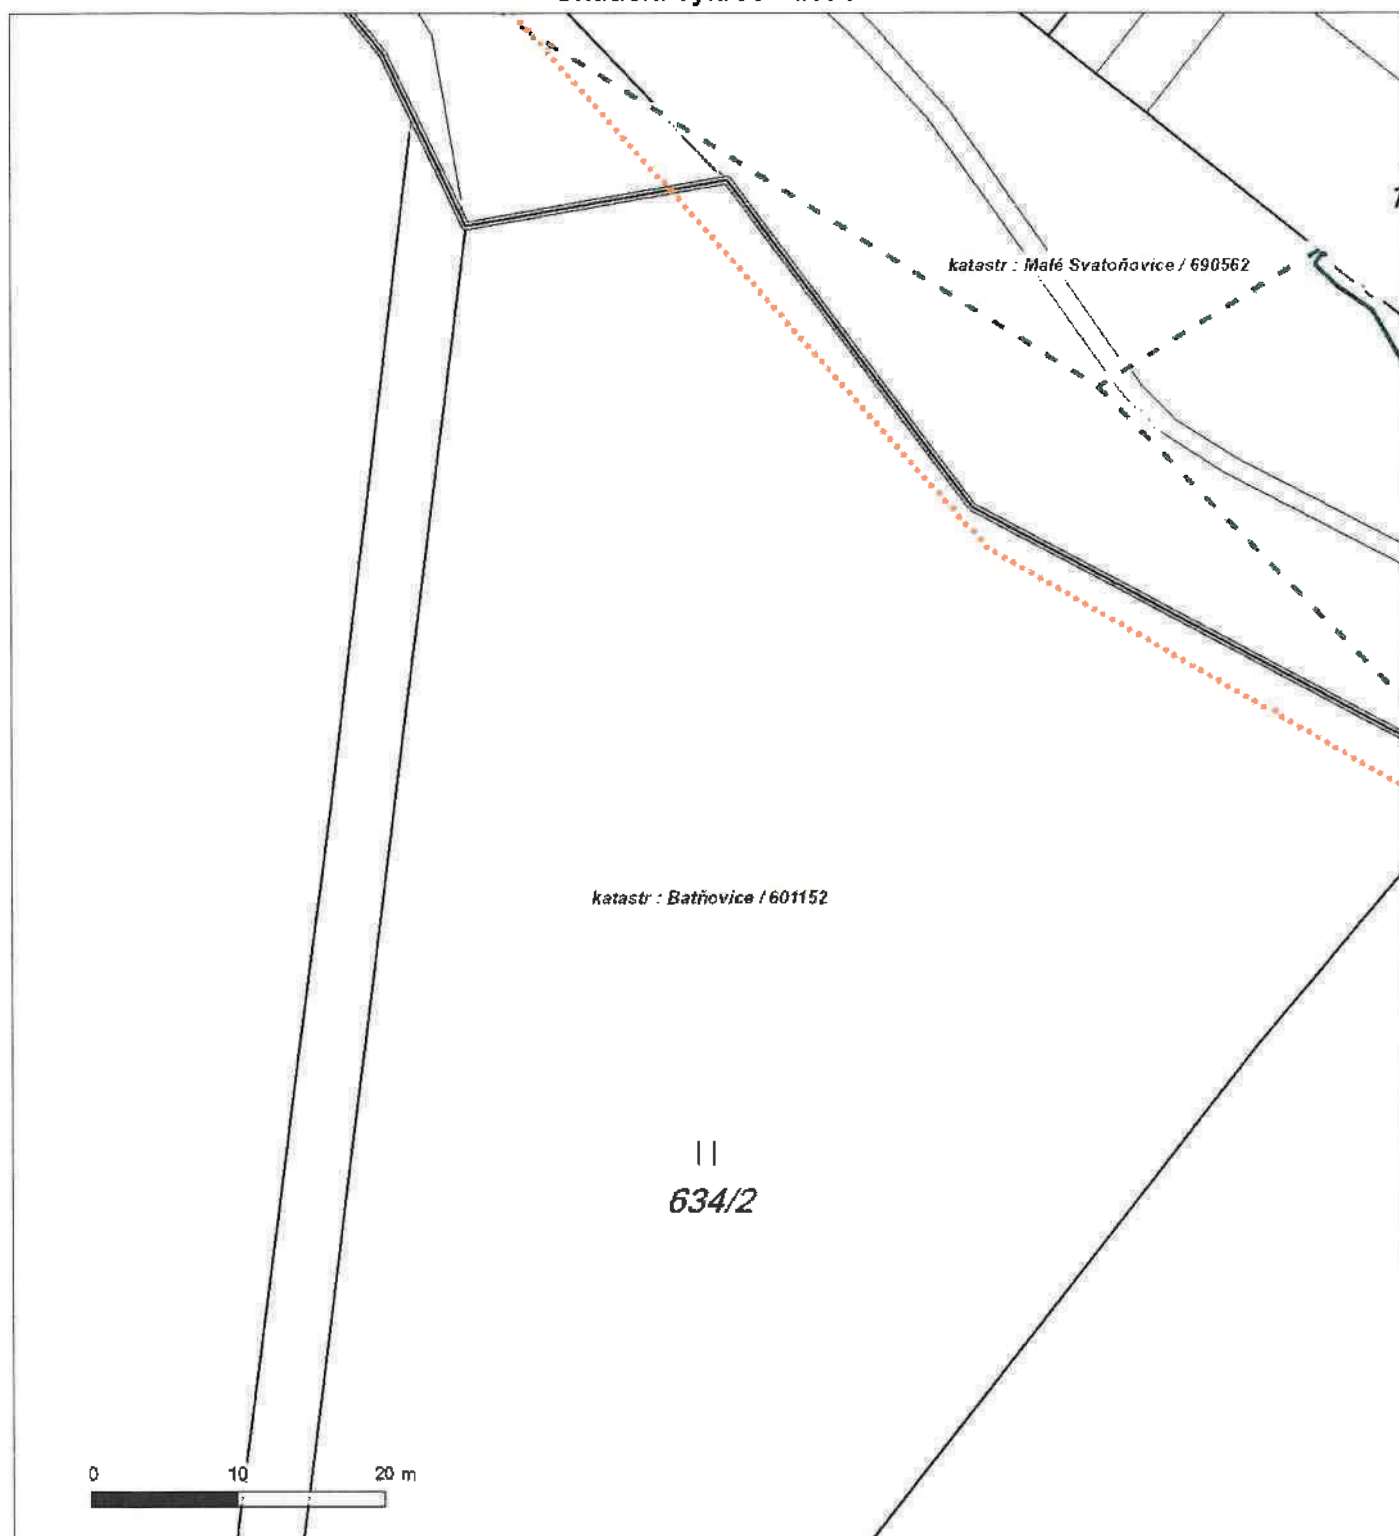 katastr : Malé Svatoňovice / 690562
katastr : Batňovice / 601152
634/2
0 10 20 m